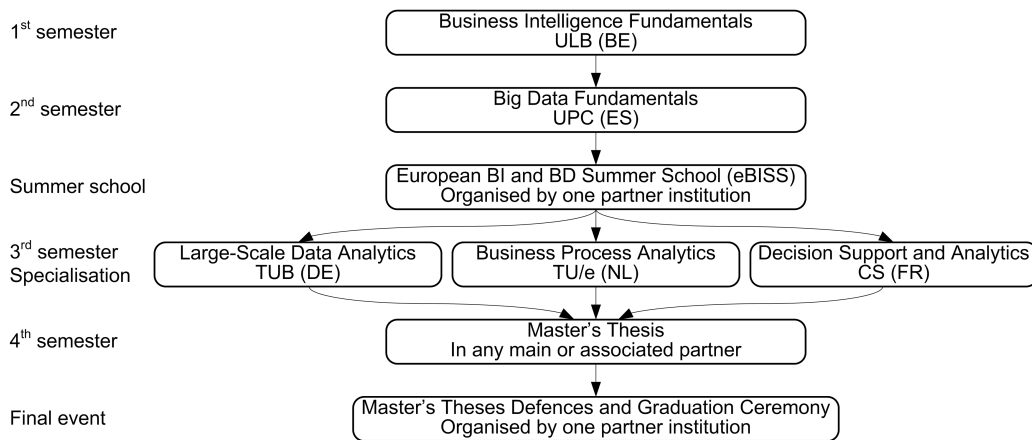 1st semester
Business Intelligence Fundamentals
ULB (BE)
2nd semester
Big Data Fundamentals
UPC (ES)
Summer school
European BI and BD Summer School (eBISS)
Organised by one partner institution
3rd semester
Specialisation
Large-Scale Data Analytics
TUB (DE)
Business Process Analytics
TU/e (NL)
Decision Support and Analytics
CS (FR)
4th semester
Master's Thesis
In any main or associated partner
Final event
Master's Theses Defences and Graduation Ceremony
Organised by one partner institution